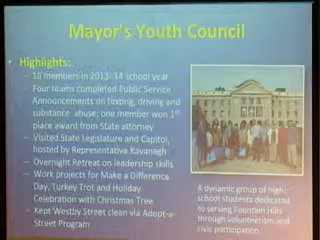 Mayor's Youth Council
• Highlights:
– 16 members in 2013-14 school year
– Four teams completed Public Service
Announcements on texting, driving and
substance abuse; one member won 1st
place award from State attorney
– Visited State Legislature and Capitol,
hosted by Representative Kavanagh
– Overnight Retreat on leadership skills
– Work projects for Make a Difference
Day, Turkey Trot and Holiday
Celebration with Christmas Tree
– Kept Westby Street clean via Adopt-a-
Street Program
A dynamic group of high
school students dedicated
to serving Fountain Hills
through volunteerism and
civic participation.